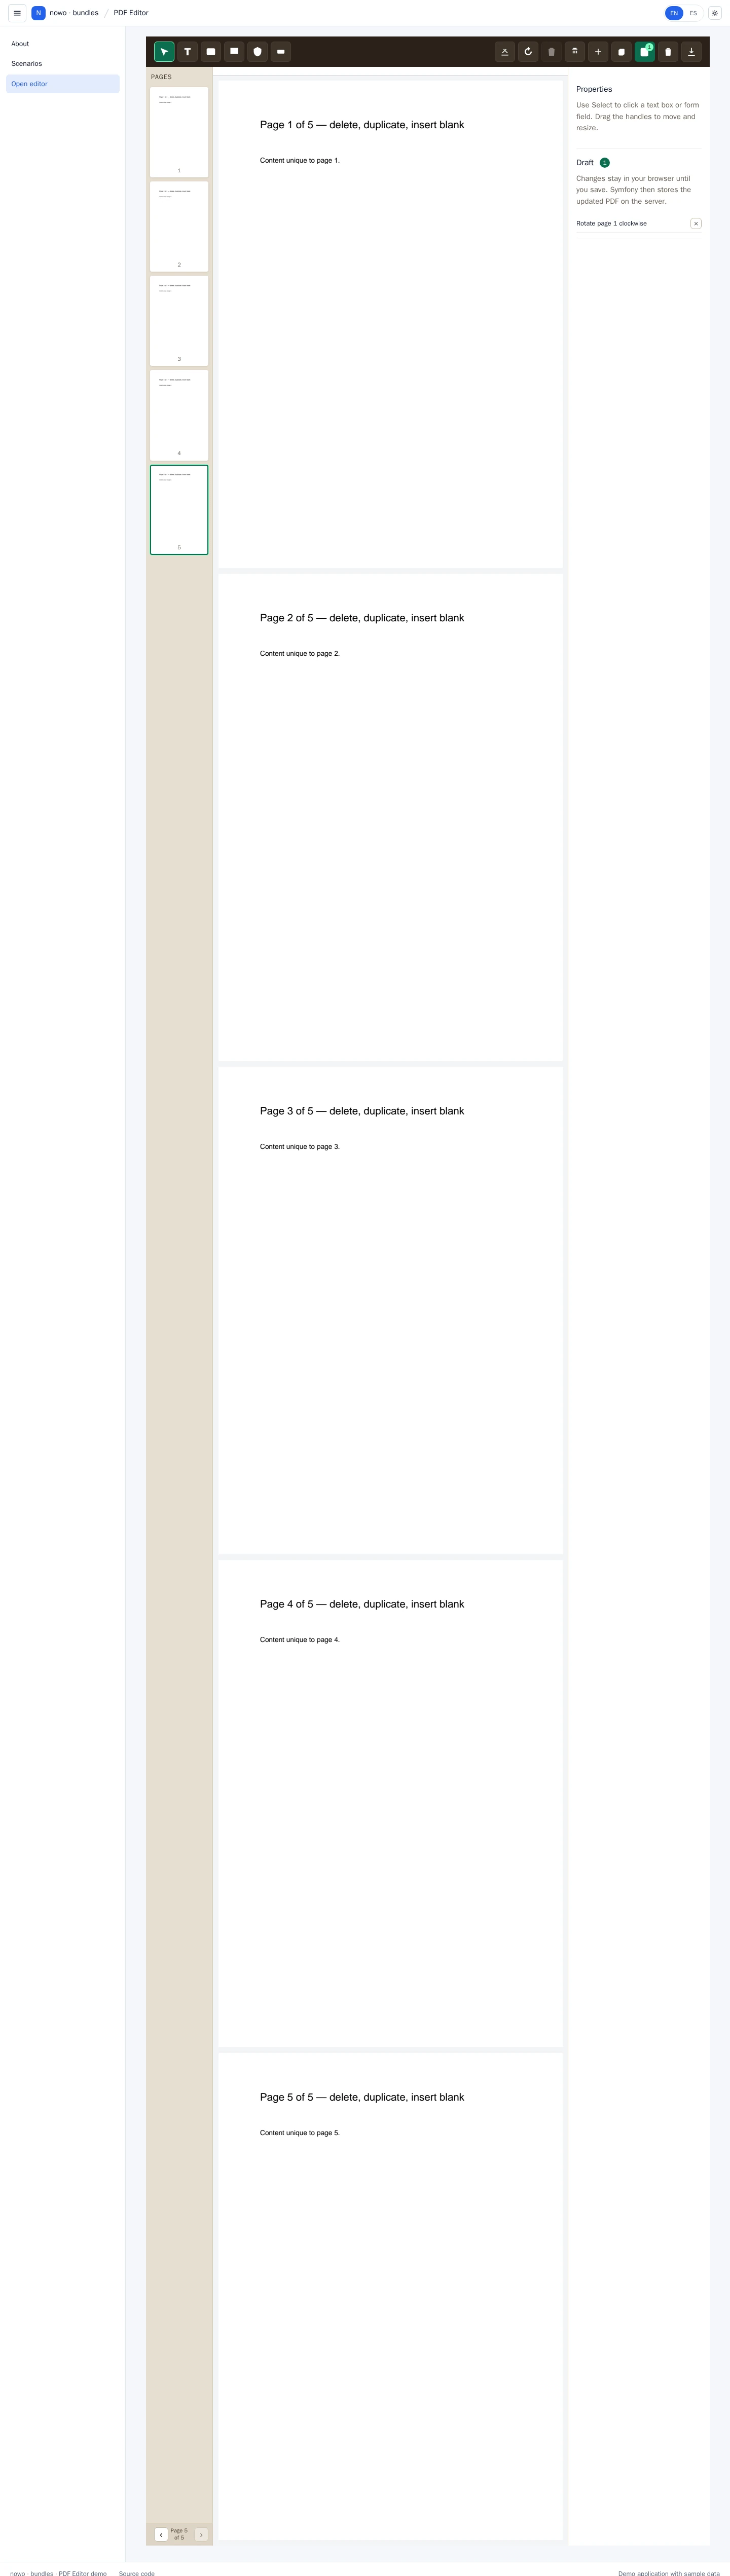 N nowo · bundles / PDF Editor
EN ES
About
Scenarios
Open editor
T
1
PAGES
1
2
3
4
5
Page 1 of 5 — delete, duplicate, insert blank
Content unique to page 1.
Page 2 of 5 — delete, duplicate, insert blank
Content unique to page 2.
Page 3 of 5 — delete, duplicate, insert blank
Content unique to page 3.
Page 4 of 5 — delete, duplicate, insert blank
Content unique to page 4.
Page 5 of 5 — delete, duplicate, insert blank
Content unique to page 5.
Properties
Use Select to click a text box or form
field. Drag the handles to move and
resize.
Draft 1
Changes stay in your browser until
you save. Symfony then stores the
updated PDF on the server.
Rotate page 1 clockwise
Page 5
of 5
nowo · bundles · PDF Editor demo
Source code
Demo application with sample data